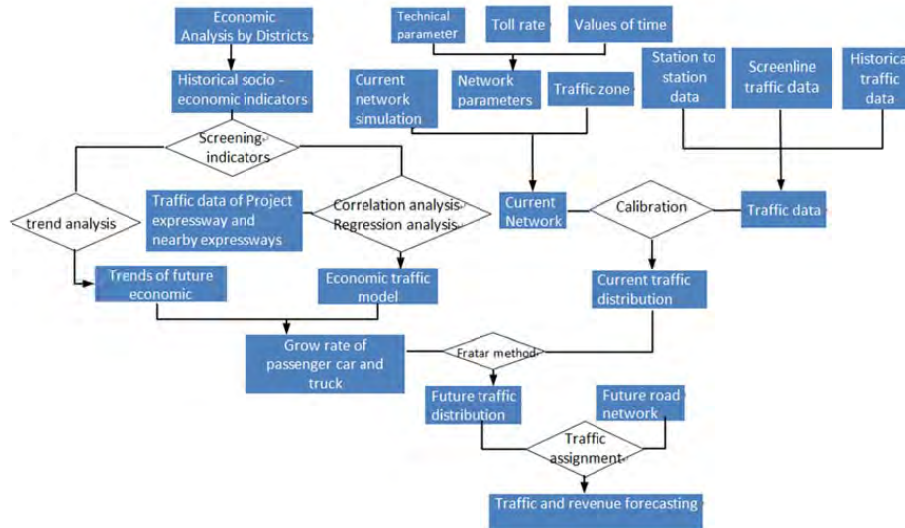 Economic
Analysis by Districts
Technical
parameter
Toll rate
Values of time
Historical socio -
economic indicators
Current
network
simulation
Network
parameters
Traffic zone
Station to
station
data
Screenline
traffic data
Historica
traffic
data
Screening
indicators
trend analysis
Traffic data of Project
expressway and
nearby expressways
Correlation analysis
Regression analysis
Current
Network
Calibration
Traffic data
Trends of future
economic
Economic traffic
model
Current traffic
distribution
Grow rate of
passenger car and
truck
Fratar method
Future traffic
distribution
Future road
network
Traffic
assignment
Traffic and revenue forecasting